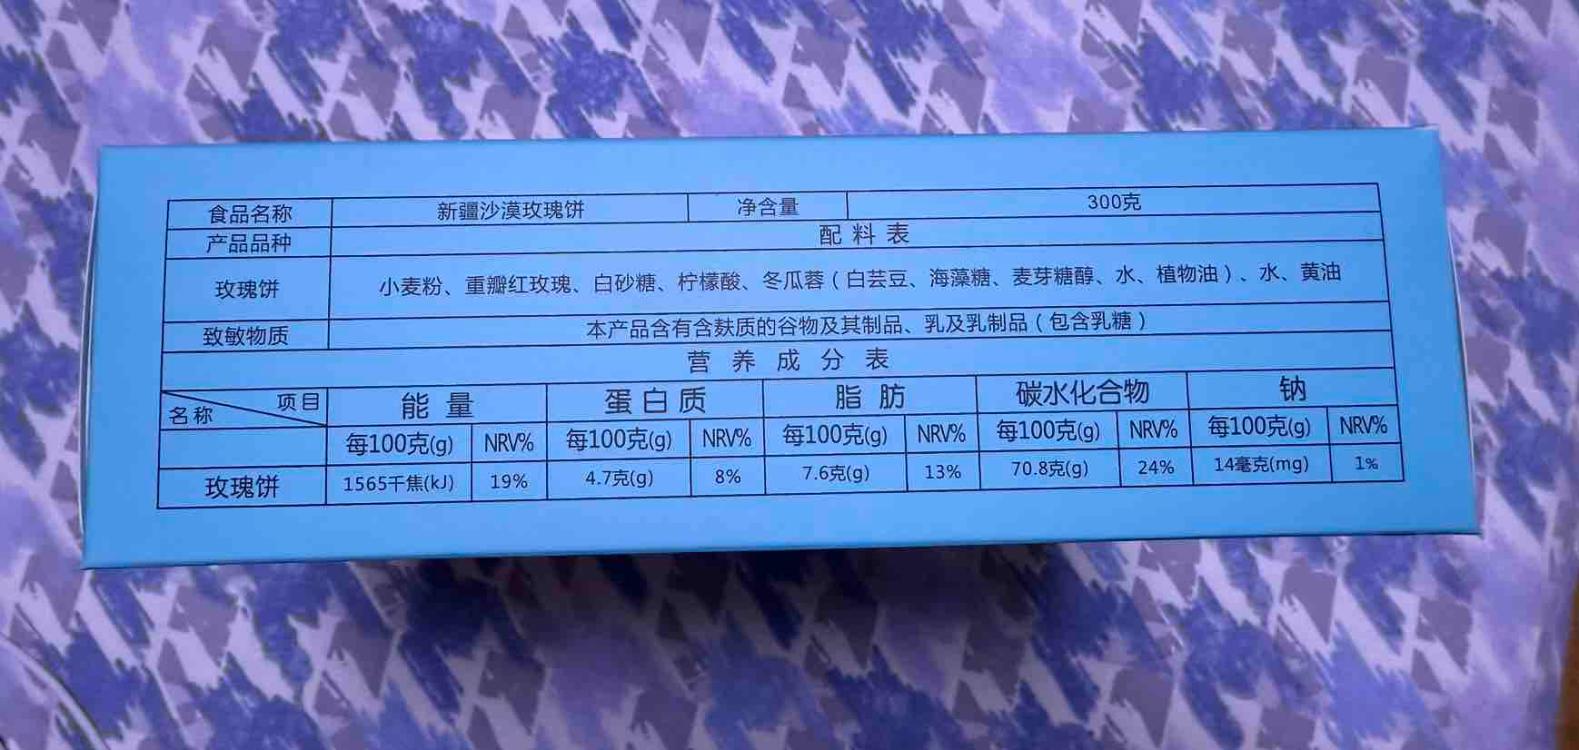 食品名称 新疆沙漠玫瑰饼 净含量 300克
产品品种 配料表
玫瑰饼 小麦粉、重瓣红玫瑰、白砂糖、柠檬酸、冬瓜蓉（白芸豆、海藻糖、麦芽糖醇、水、植物油）、水、黄油
致敏物质 本产品含有含麸质的谷物及其制品、乳及乳制品（包含乳糖）
营养成分表
项目 名称 能量 蛋白质 脂肪 碳水化合物 钠
每100克(g) NRV% 每100克(g) NRV% 每100克(g) NRV% 每100克(g) NRV% 每100克(g) NRV%
玫瑰饼 1565千焦(kJ) 19% 4.7克(g) 8% 7.6克(g) 13% 70.8克(g) 24% 14毫克(mg) 1%